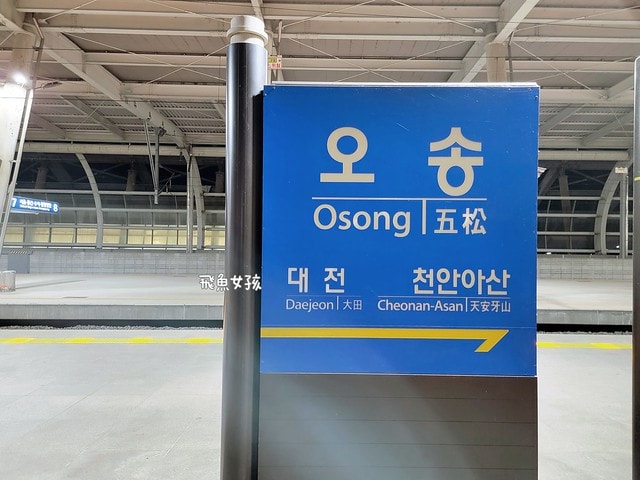 오 송
Osong 五松
飛魚女孩
대 전 천안아산
Daejeon 大田 Cheonan-Asan 天安牙山